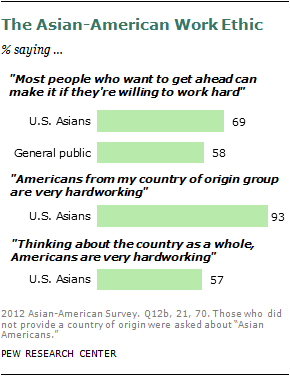 The Asian-American Work Ethic
% saying ...
"Most people who want to get ahead can
make it if they're willing to work hard"
U.S. Asians 69
General public 58
"Americans from my country of origin group
are very hardworking"
U.S. Asians 93
"Thinking about the country as a whole,
Americans are very hardworking"
U.S. Asians 57
2012 Asian-American Survey. Q12b, 21, 70. Those who did
not provide a country of origin were asked about "Asian
Americans."
PEW RESEARCH CENTER